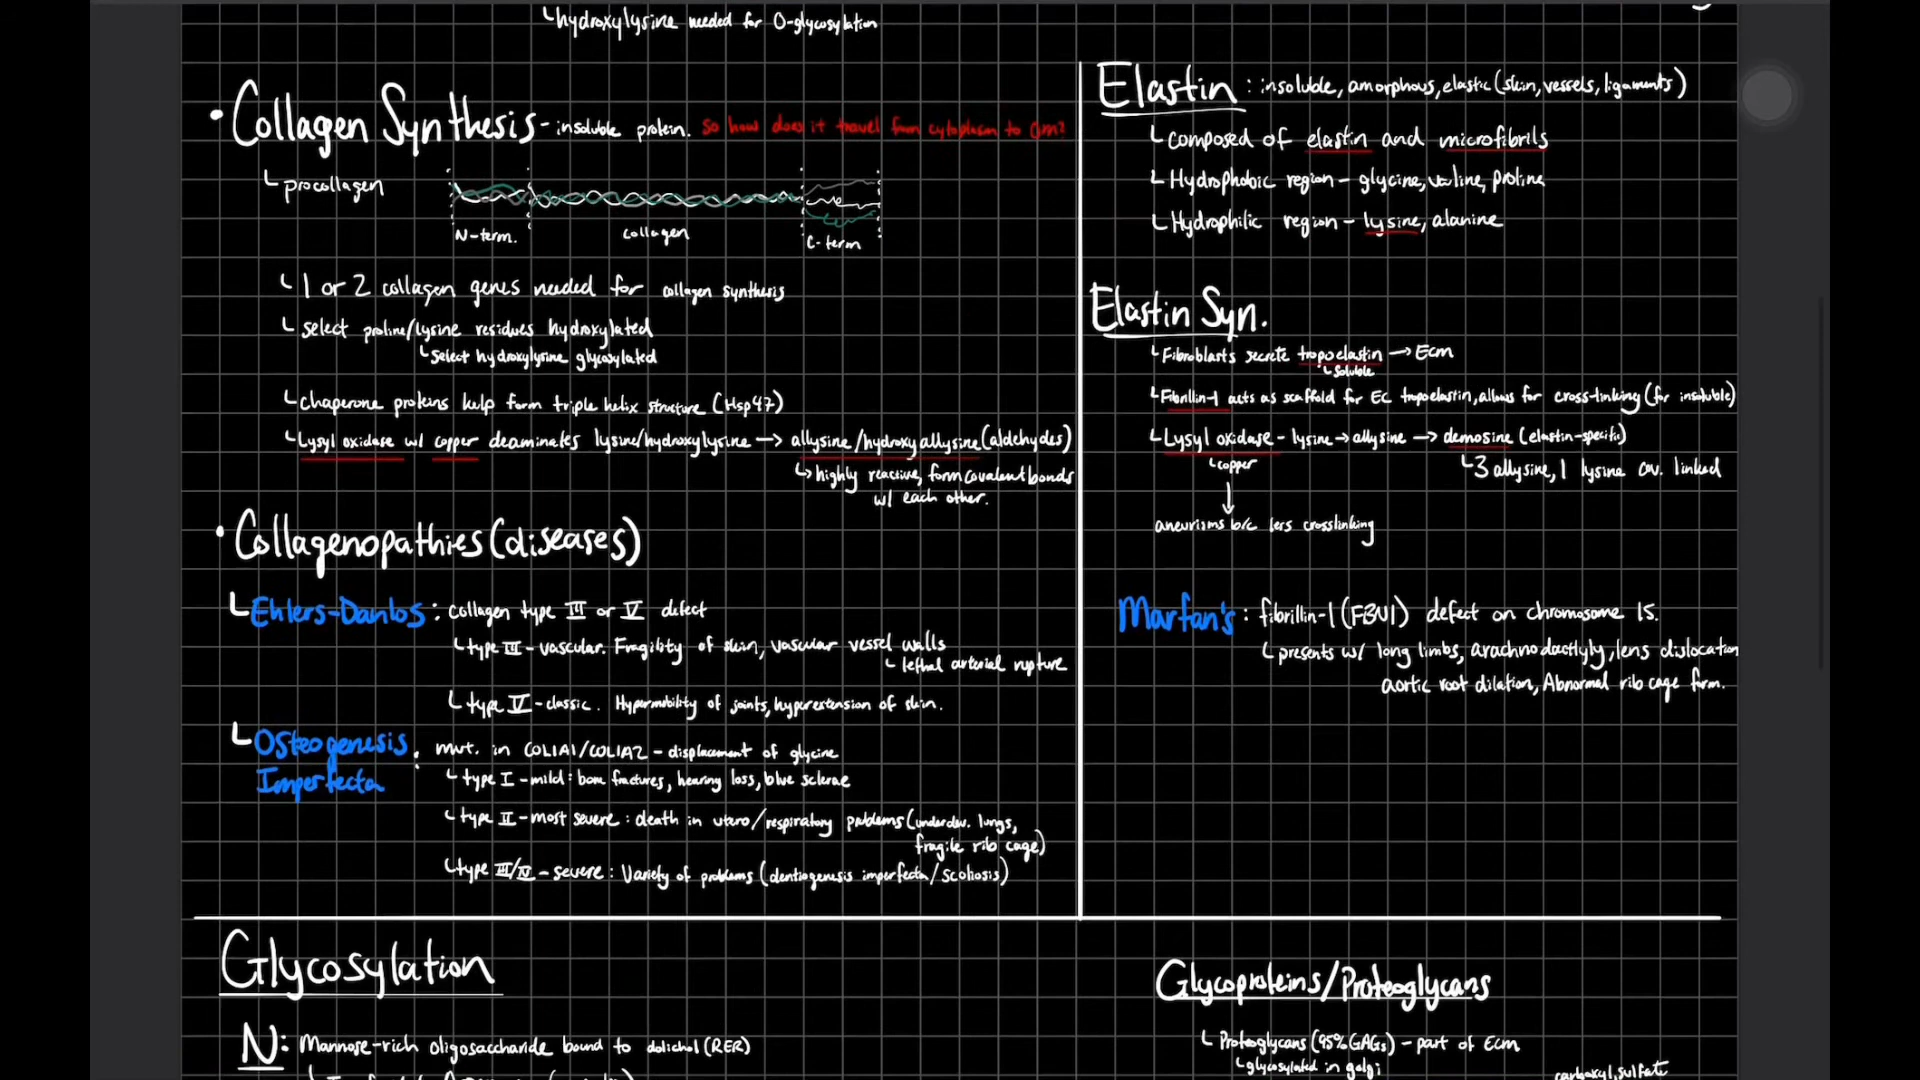 ↳hydroxylysine needed for O-glycosylation
• Collagen Synthesis - insoluble protein. so how does it travel from cytoplasm to ECM?
↳ procollagen
N-term.
collagen
C-term
↳ 1 or 2 collagen genes needed for collagen synthesis
↳ select proline/lysine residues hydroxylated
↳select hydroxylysine glycosylated
↳chaperone proteins help form triple helix structure (Hsp47)
↳Lysyl oxidase w/ copper deaminates lysine/hydroxylysine → allysine/hydroxyallysine (aldehydes)
↳ highly reactive, form covalent bonds
w/ each other.
• Collagenopathies (diseases)
↳ Ehlers-Danlos: collagen type III or V defect
↳type III - vascular. Fragility of skin, vascular vessel walls
↳ lethal arterial rupture
↳type V - classic. Hypermobility of joints, hyperextension of skin.
↳ Osteogenesis
Imperfecta : mut. in COL1A1/COL1A2 - displacement of glycine
↳ type I - mild: bone fractures, hearing loss, blue sclerae
↳type II - most severe: death in utero/respiratory problems (underdev. lungs,
fragile rib cage)
↳type III/IV - severe: Variety of problems (dentiogenesis imperfecta/scoliosis)
Elastin : insoluble, amorphous, elastic (skin, vessels, ligaments)
↳composed of elastin and microfibrils
↳Hydrophobic region - glycine, valine, proline
↳Hydrophilic region - lysine, alanine
Elastin Syn.
↳Fibroblasts secrete tropoelastin → ECM
↳soluble
↳Fibrillin-1 acts as scaffold for EC tropoelastin, allows for cross-linking (for insoluble)
↳Lysyl oxidase - lysine → allysine → demosine (elastin-specific)
↳copper
↳3 allysine, 1 lysine cov. linked
↓
aneurisms b/c less crosslinking
Marfan's : fibrillin-1 (FBN1) defect on chromosome 15.
↳presents w/ long limbs, arachnodactlyly, lens dislocation
aortic root dilation, Abnormal rib cage form.
Glycosylation
N: Mannose-rich oligosaccharide bound to dolichol (RER)
Glycoproteins/Proteoglycans
↳ Proteoglycans (95% GAGs) - part of ECM
↳glycosylated in golgi
carboxyl, sulfate